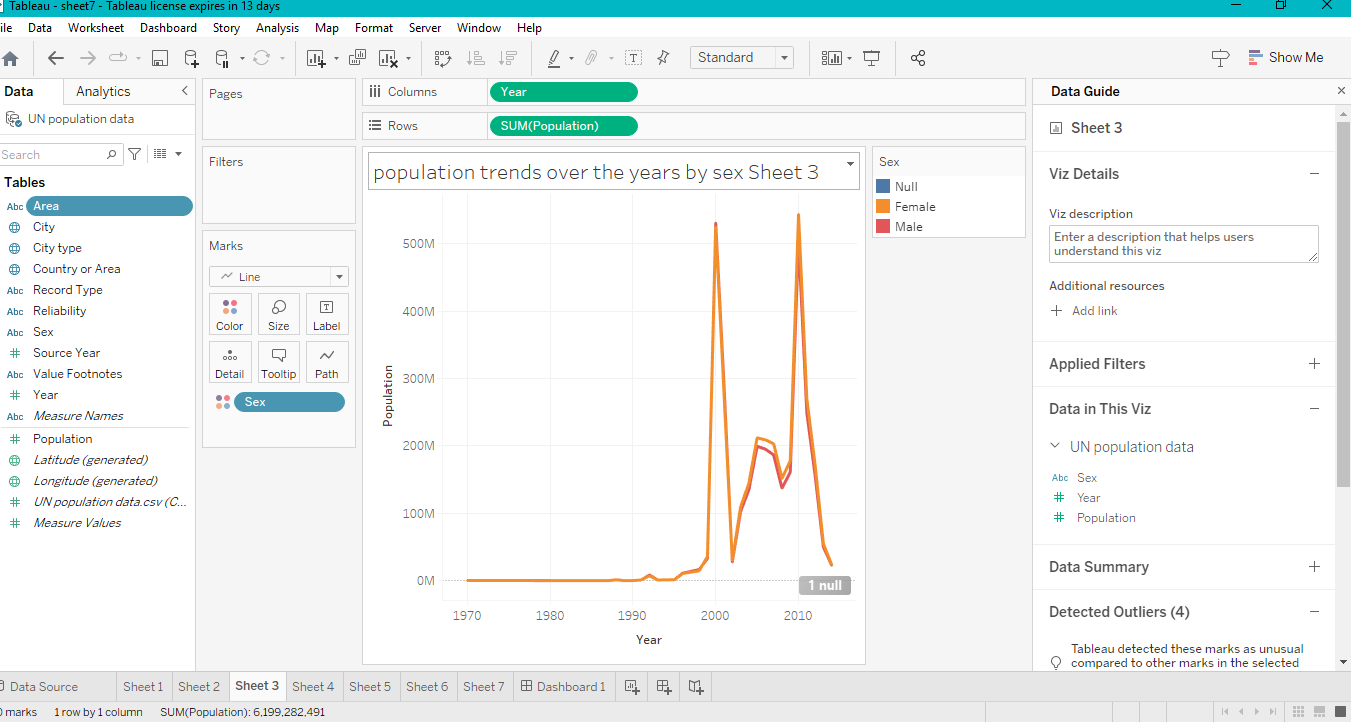 Tableau - sheet7 - Tableau license expires in 13 days
ile Data Worksheet Dashboard Story Analysis Map Format Server Window Help
Standard
Show Me
Data Analytics
UN population data
Search
Tables
Abc Area
City
City type
Country or Area
Abc Record Type
Abc Reliability
Abc Sex
Source Year
Abc Value Footnotes
Year
Abc Measure Names
Population
Latitude (generated)
Longitude (generated)
UN population data.csv (C...
Measure Values
Pages
Filters
Marks
Line
Color Size Label
Detail Tooltip Path
Sex
Columns Year
Rows SUM(Population)
population trends over the years by sex Sheet 3
500M
400M
300M
200M
100M
0M
Population
1 null
1970 1980 1990 2000 2010
Year
Sex
Null
Female
Male
Data Guide
Sheet 3
Viz Details
Viz description
Enter a description that helps users
understand this viz
Additional resources
Add link
Applied Filters
Data in This Viz
UN population data
Abc Sex
Year
Population
Data Summary
Detected Outliers (4)
Tableau detected these marks as unusual
compared to other marks in the selected
Data Source Sheet 1 Sheet 2 Sheet 3 Sheet 4 Sheet 5 Sheet 6 Sheet 7 Dashboard 1
marks 1 row by 1 column SUM(Population): 6,199,282,491